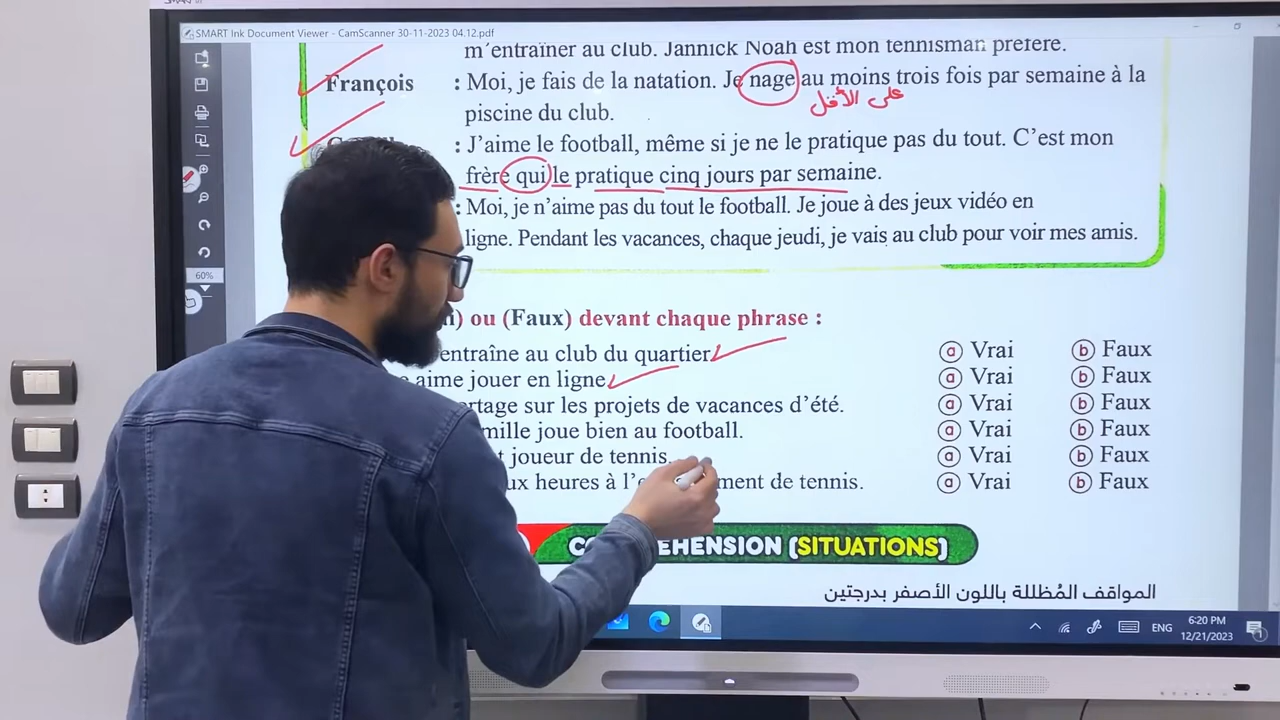 SMART Ink Document Viewer - CamScanner 30-11-2023 04.12.pdf
m'entraîner au club. Jannick Noah est mon tennisman préféré.
François : Moi, je fais de la natation. Je nage au moins trois fois par semaine à la
على الأقل
piscine du club.
: J'aime le football, même si je ne le pratique pas du tout. C'est mon
frère qui le pratique cinq jours par semaine.
: Moi, je n'aime pas du tout le football. Je joue à des jeux vidéo en
ligne. Pendant les vacances, chaque jeudi, je vais au club pour voir mes amis.
60%
ou (Faux) devant chaque phrase :
entraîne au club du quartier a Vrai b Faux
aime jouer en ligne a Vrai b Faux
sur les projets de vacances d'été. a Vrai b Faux
joue bien au football. a Vrai b Faux
joueur de tennis. a Vrai b Faux
heures à de tennis. a Vrai b Faux
(SITUATIONS)
المواقف المُظللة باللون الأصفر بدرجتين
ENG
6:20 PM
12/21/2023